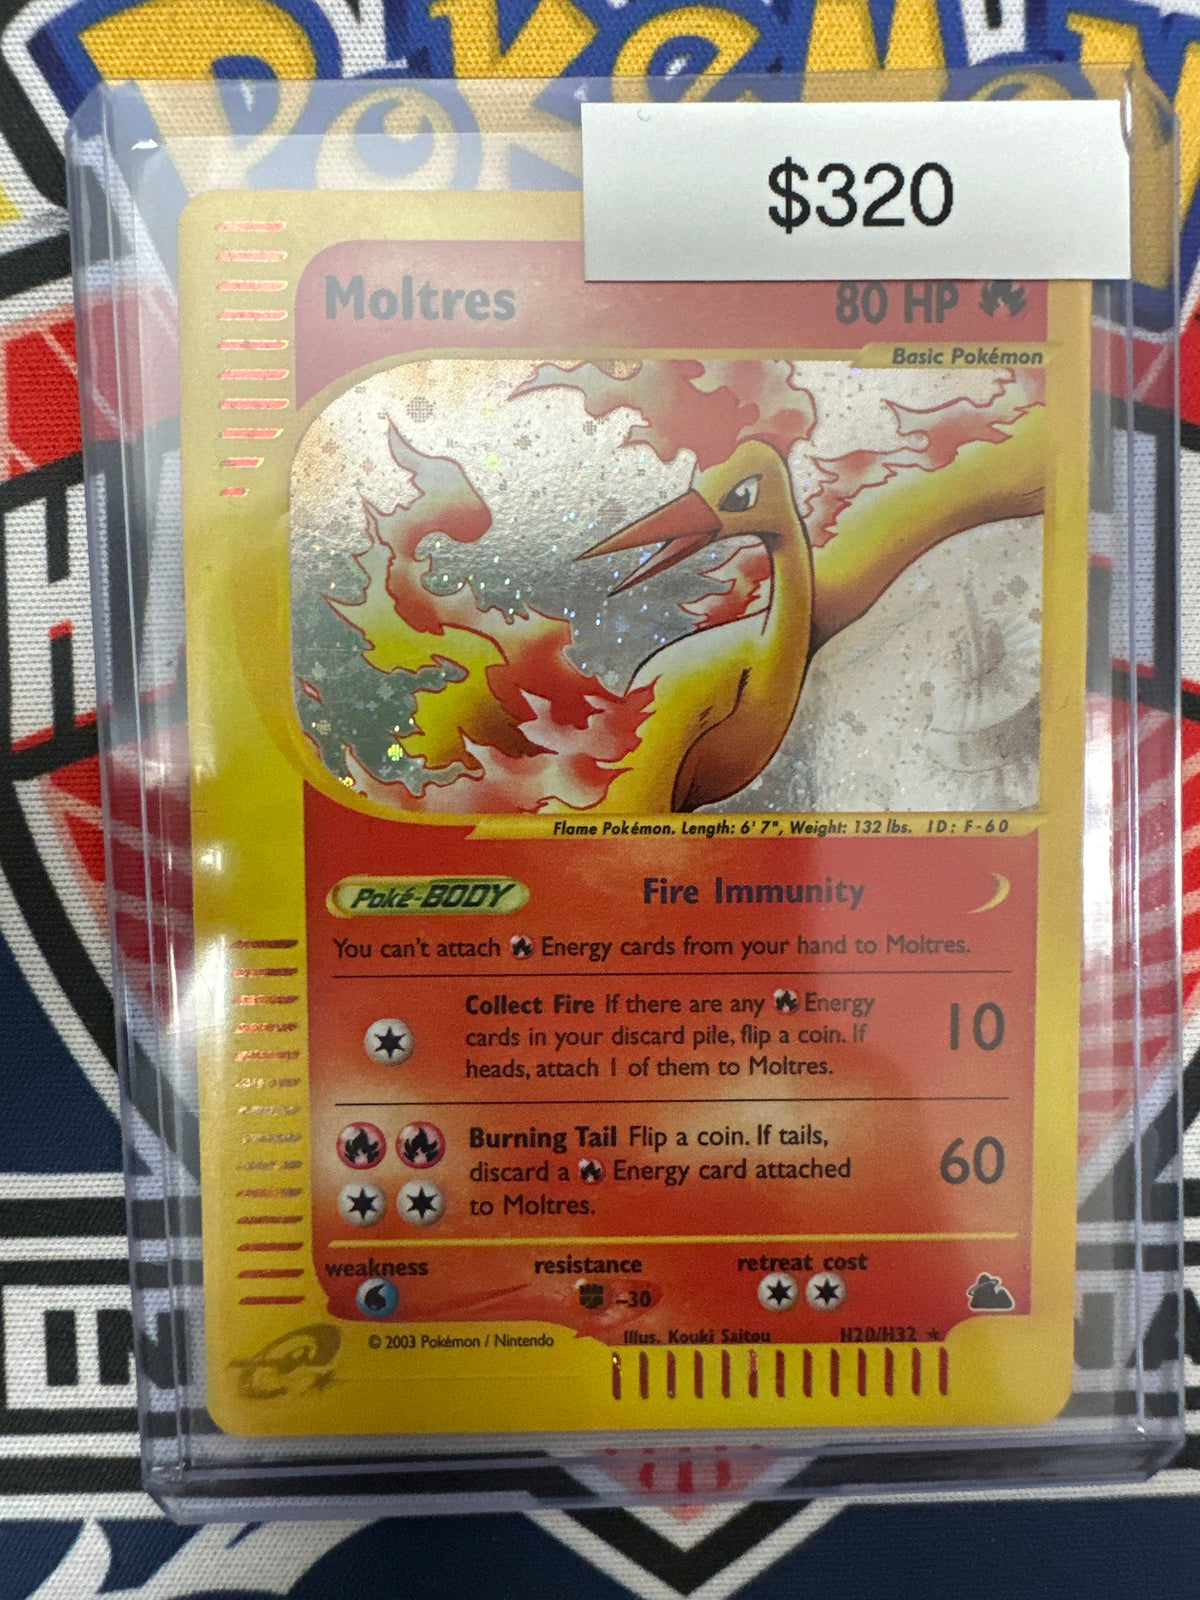 POKéMON
$320
Moltres 80 HP
Basic Pokémon
Flame Pokémon. Length: 6' 7", Weight: 132 lbs. ID: F-60
Poké-BODY Fire Immunity
You can't attach Energy cards from your hand to Moltres.
Collect Fire If there are any Energy
cards in your discard pile, flip a coin. If
heads, attach 1 of them to Moltres.
10
Burning Tail Flip a coin. If tails,
discard a Energy card attached
to Moltres.
60
weakness resistance retreat cost
-30
© 2003 Pokémon / Nintendo Illus. Kouki Saitou H20/H32 ★
e